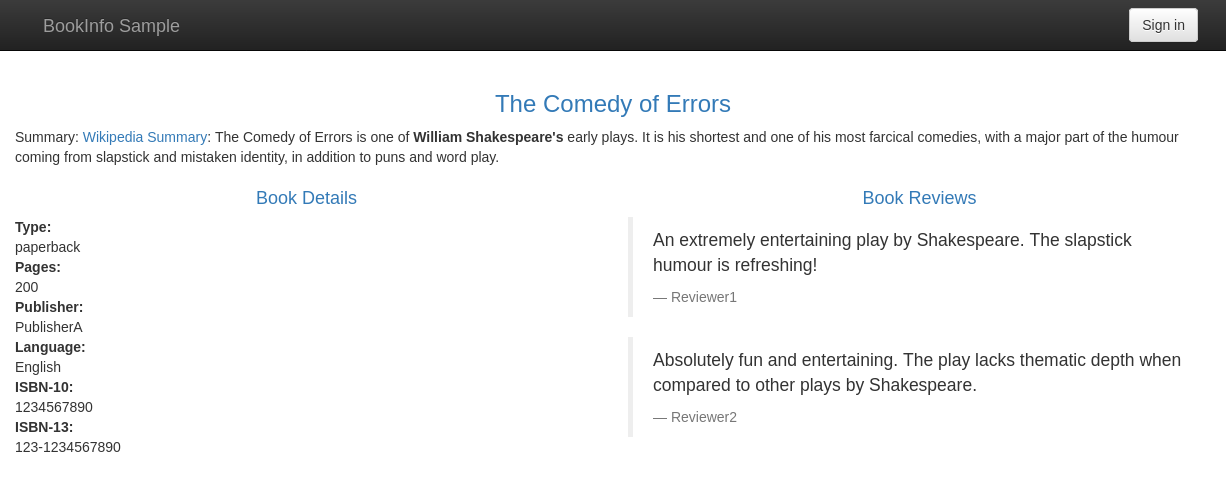 BookInfo Sample
Sign in
The Comedy of Errors
Summary: Wikipedia Summary: The Comedy of Errors is one of William Shakespeare's early plays. It is his shortest and one of his most farcical comedies, with a major part of the humour
coming from slapstick and mistaken identity, in addition to puns and word play.
Book Details
Type:
paperback
Pages:
200
Publisher:
PublisherA
Language:
English
ISBN-10:
1234567890
ISBN-13:
123-1234567890
Book Reviews
An extremely entertaining play by Shakespeare. The slapstick
humour is refreshing!
— Reviewer1
Absolutely fun and entertaining. The play lacks thematic depth when
compared to other plays by Shakespeare.
— Reviewer2